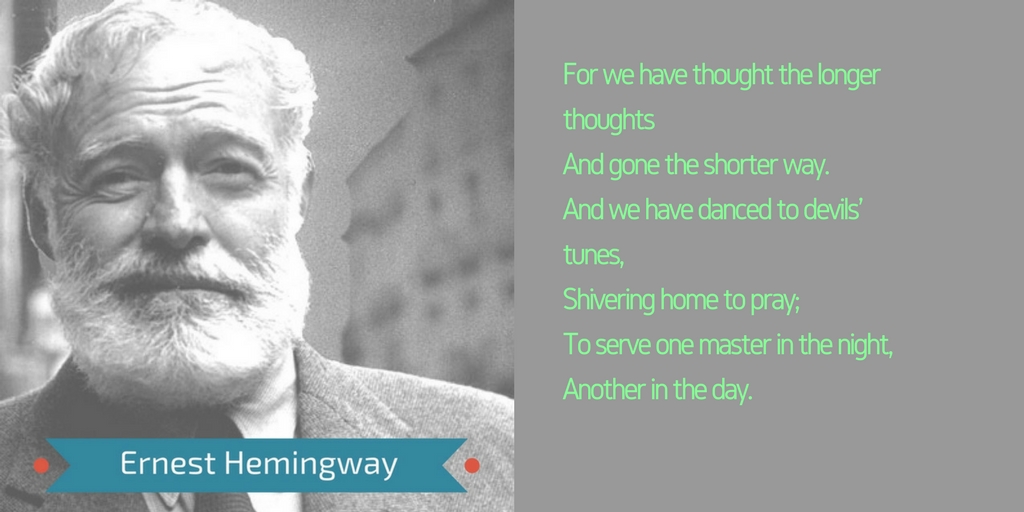 Ernest Hemingway
For we have thought the longer
thoughts
And gone the shorter way.
And we have danced to devils’
tunes,
Shivering home to pray;
To serve one master in the night,
Another in the day.